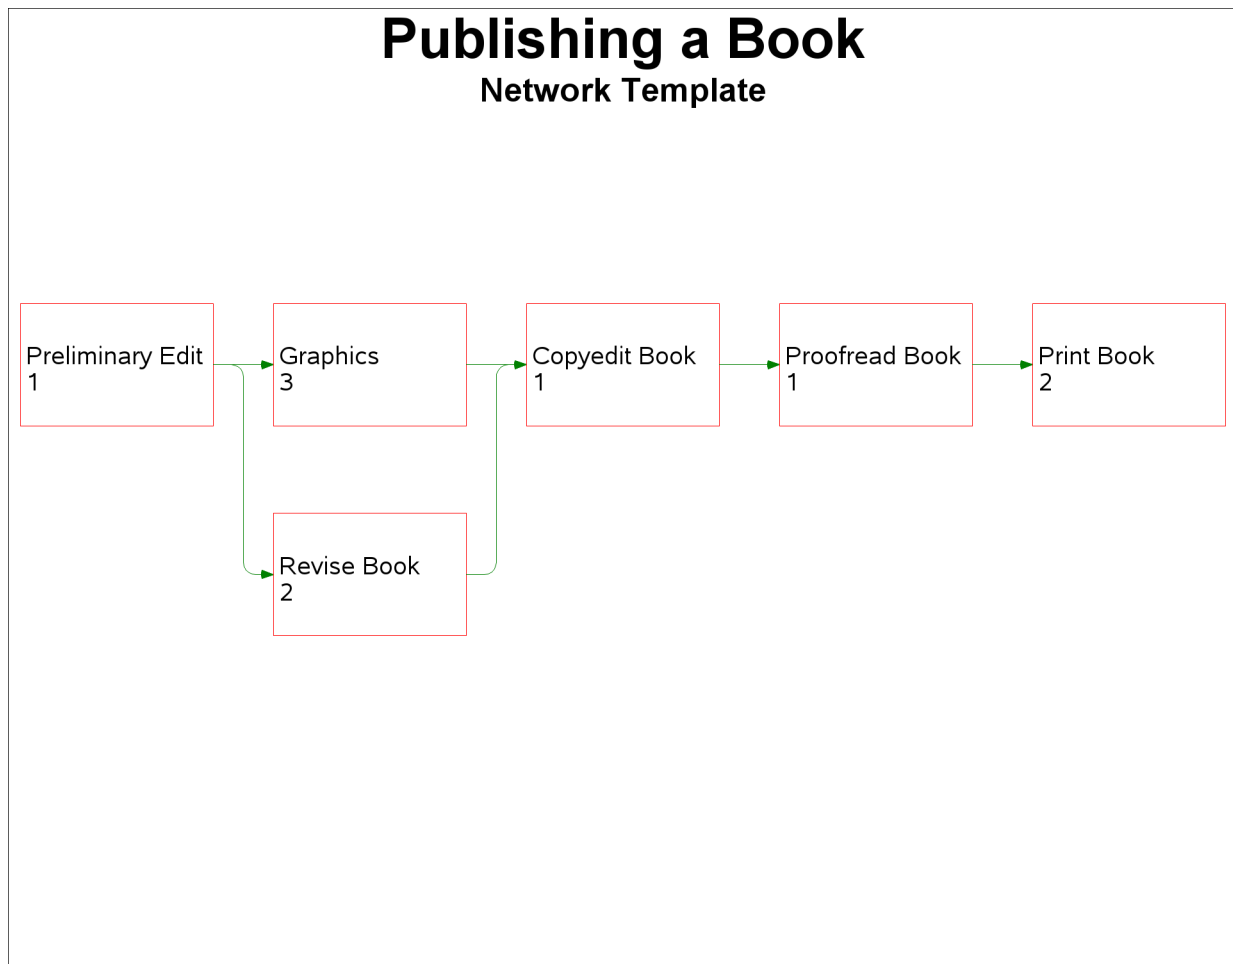 Publishing a Book
Network Template
Preliminary Edit
1
Graphics
3
Copyedit Book
1
Proofread Book
1
Print Book
2
Revise Book
2